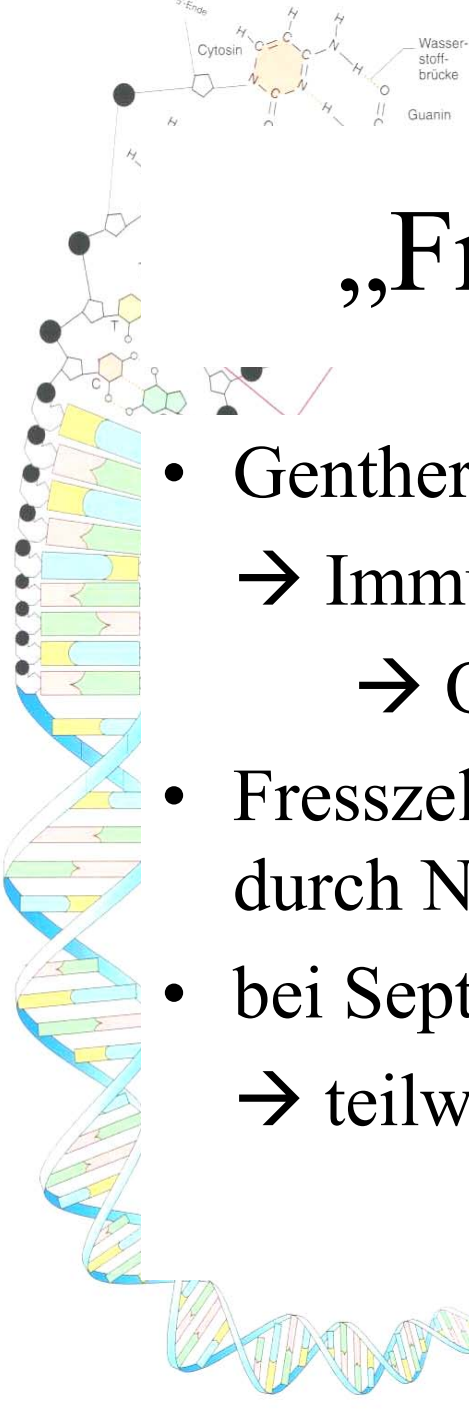 5'-Ende
H
H
H
C
N
Cytosin
C
C
H
Wasser-
stoff-
brücke
N
N
C
H
O
C
Guanin
O
H
H
„Fr
T
C
• Genther
→ Imm
→
• Fresszel
durch N
• bei Sept
→ teilw